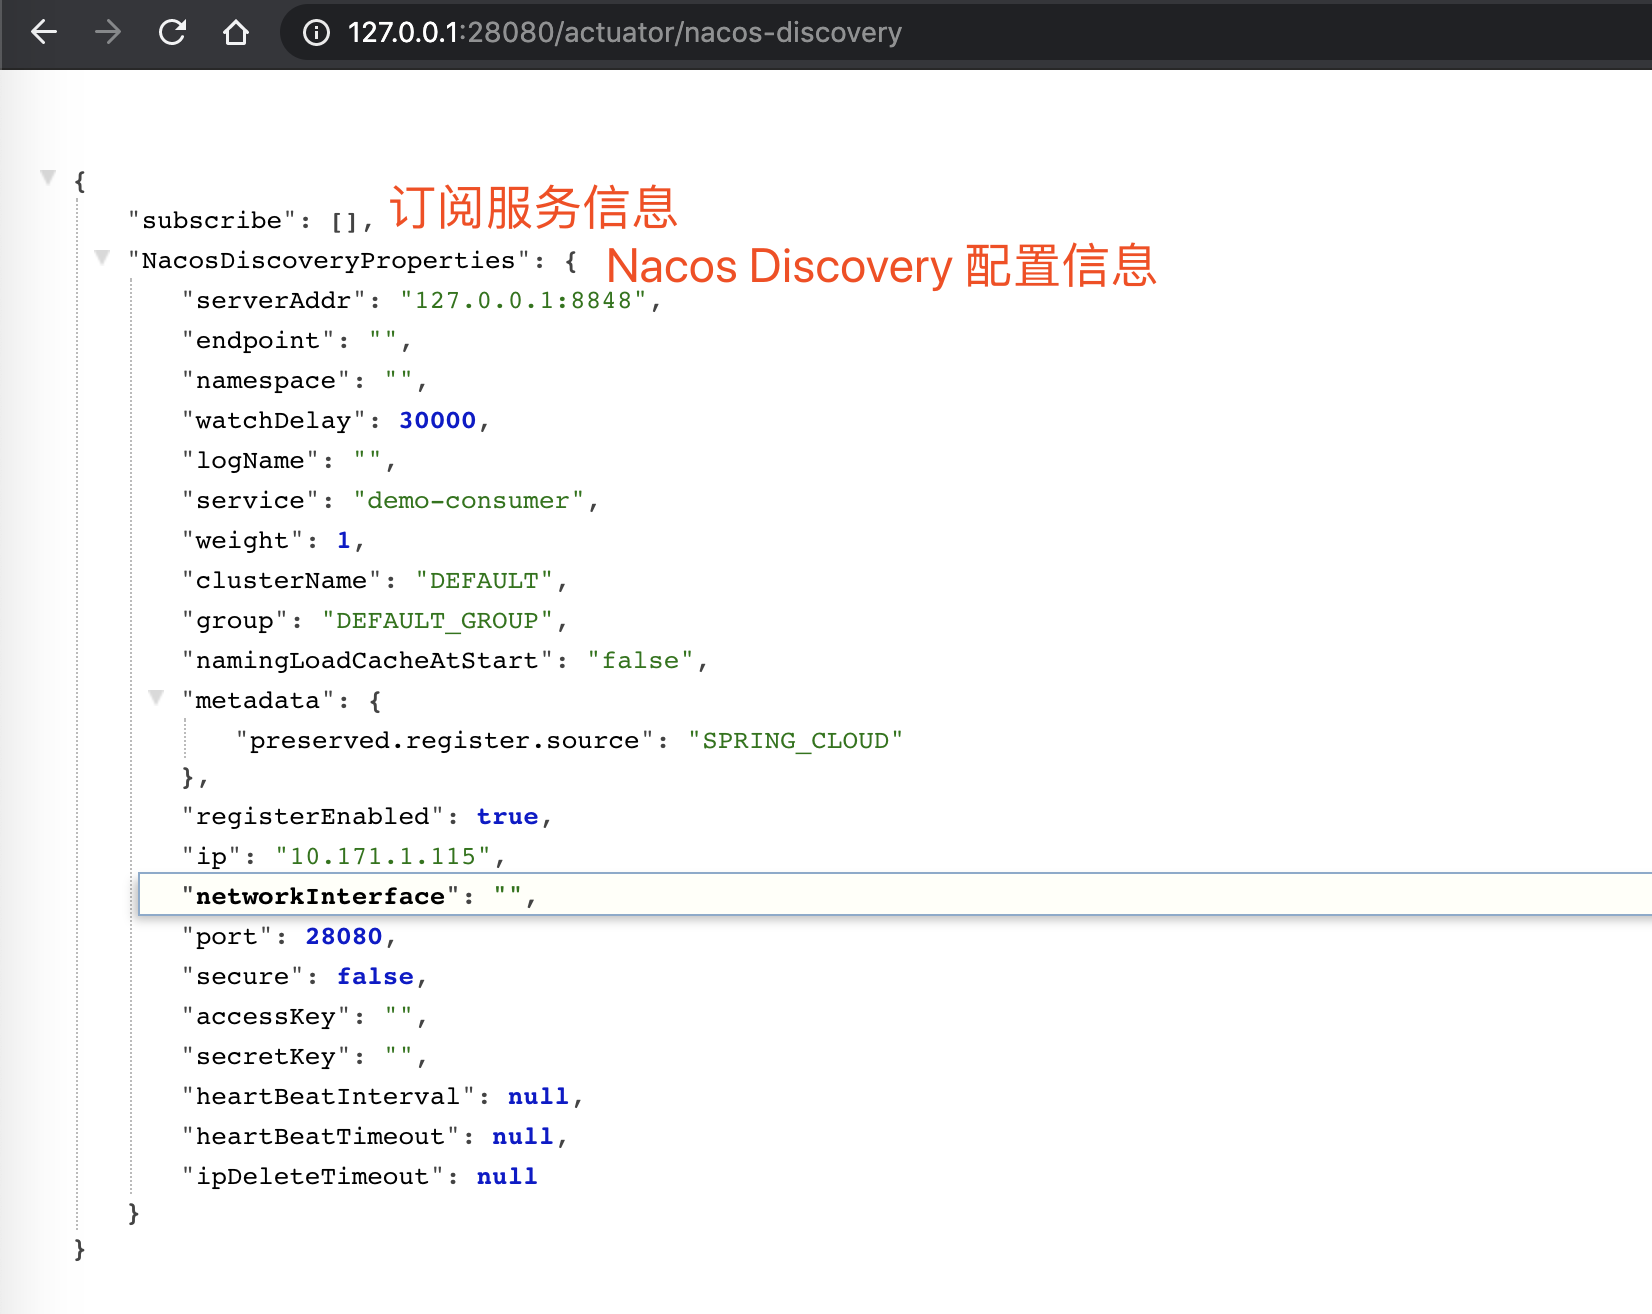 127.0.0.1:28080/actuator/nacos-discovery
{
"subscribe": [], 订阅服务信息
"NacosDiscoveryProperties": { Nacos Discovery 配置信息
"serverAddr": "127.0.0.1:8848",
"endpoint": "",
"namespace": "",
"watchDelay": 30000,
"logName": "",
"service": "demo-consumer",
"weight": 1,
"clusterName": "DEFAULT",
"group": "DEFAULT_GROUP",
"namingLoadCacheAtStart": "false",
"metadata": {
"preserved.register.source": "SPRING_CLOUD"
},
"registerEnabled": true,
"ip": "10.171.1.115",
"networkInterface": "",
"port": 28080,
"secure": false,
"accessKey": "",
"secretKey": "",
"heartBeatInterval": null,
"heartBeatTimeout": null,
"ipDeleteTimeout": null
}
}